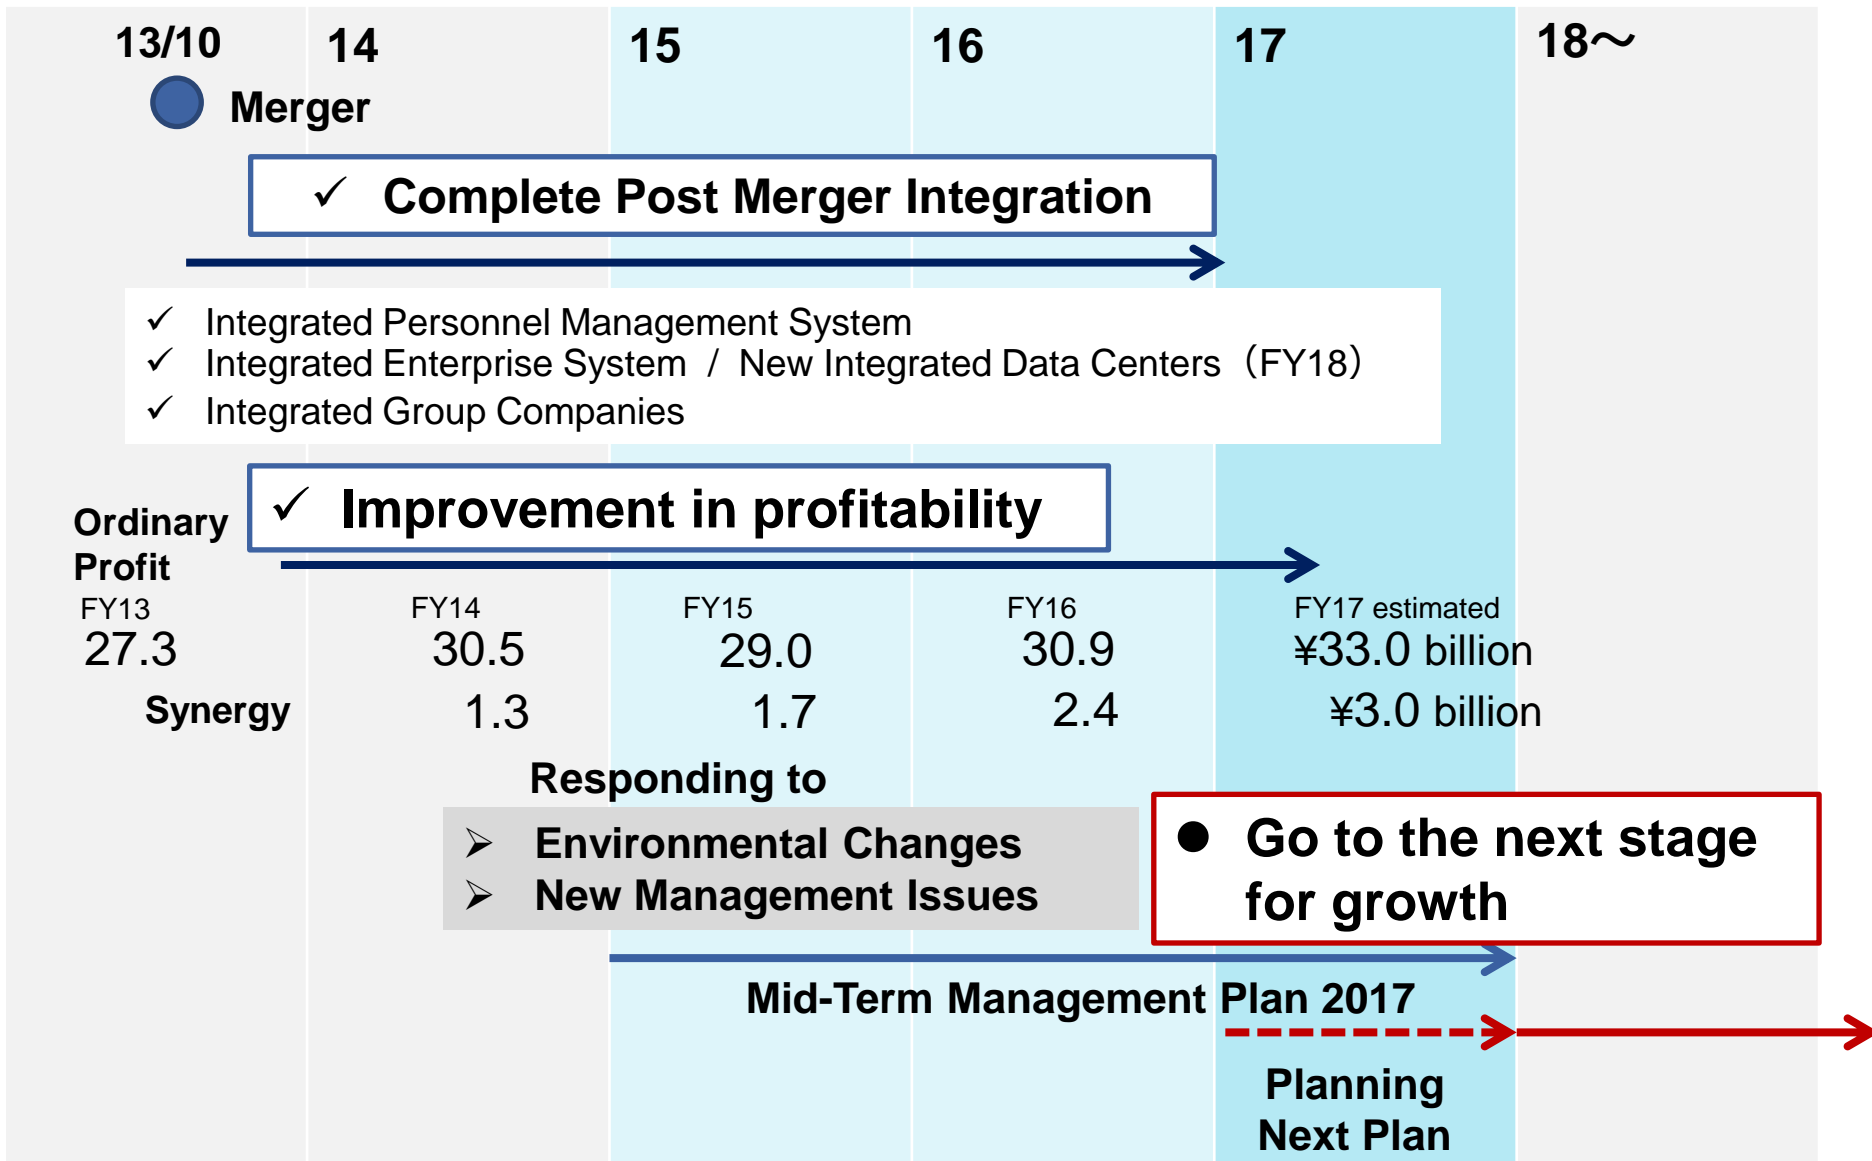 13/10 14 15 16 17 18～
Merger
✓ Complete Post Merger Integration
✓ Integrated Personnel Management System
✓ Integrated Enterprise System / New Integrated Data Centers（FY18）
✓ Integrated Group Companies
✓ Improvement in profitability
Ordinary
Profit
FY13 FY14 FY15 FY16 FY17 estimated
27.3 30.5 29.0 30.9 ¥33.0 billion
Synergy 1.3 1.7 2.4 ¥3.0 billion
Responding to
➢ Environmental Changes
➢ New Management Issues
● Go to the next stage
for growth
Mid-Term Management Plan 2017
Planning
Next Plan